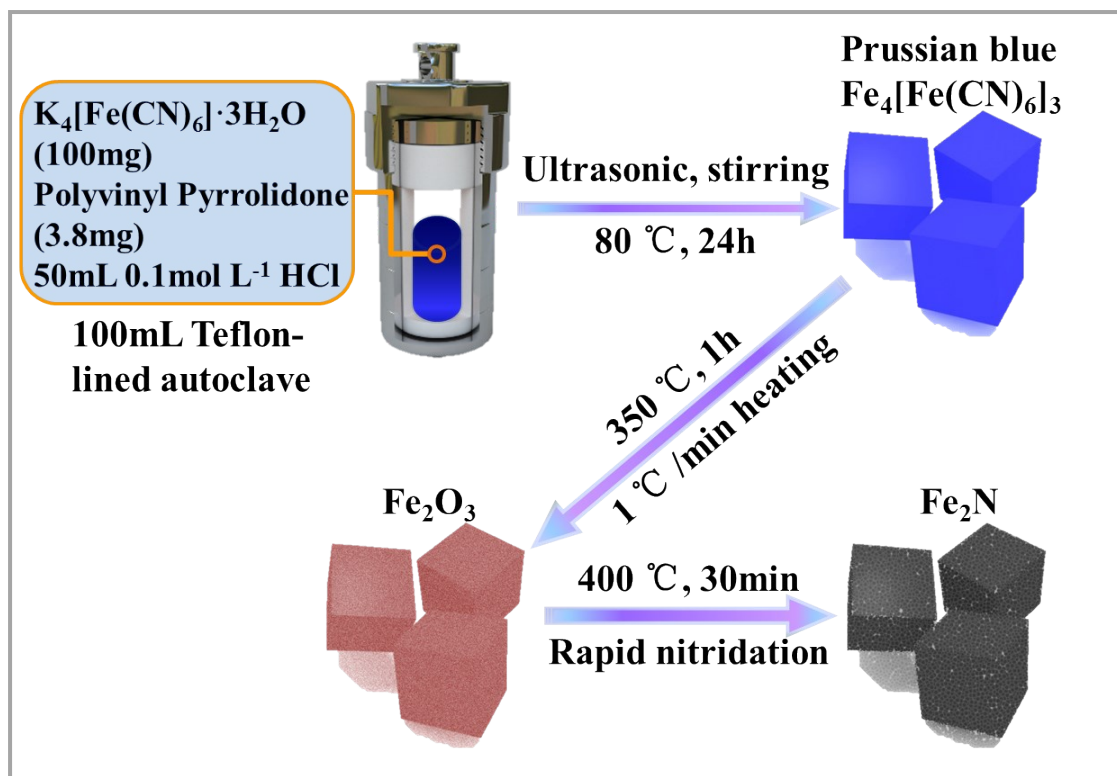 K₄[Fe(CN)₆]·3H₂O
(100mg)
Polyvinyl Pyrrolidone
(3.8mg)
50mL 0.1mol L⁻¹ HCl
100mL Teflon-
lined autoclave
Ultrasonic, stirring
80 ℃, 24h
Prussian blue
Fe₄[Fe(CN)₆]₃
350 ℃, 1h
1 ℃ /min heating
Fe₂O₃
400 ℃, 30min
Rapid nitridation
Fe₂N